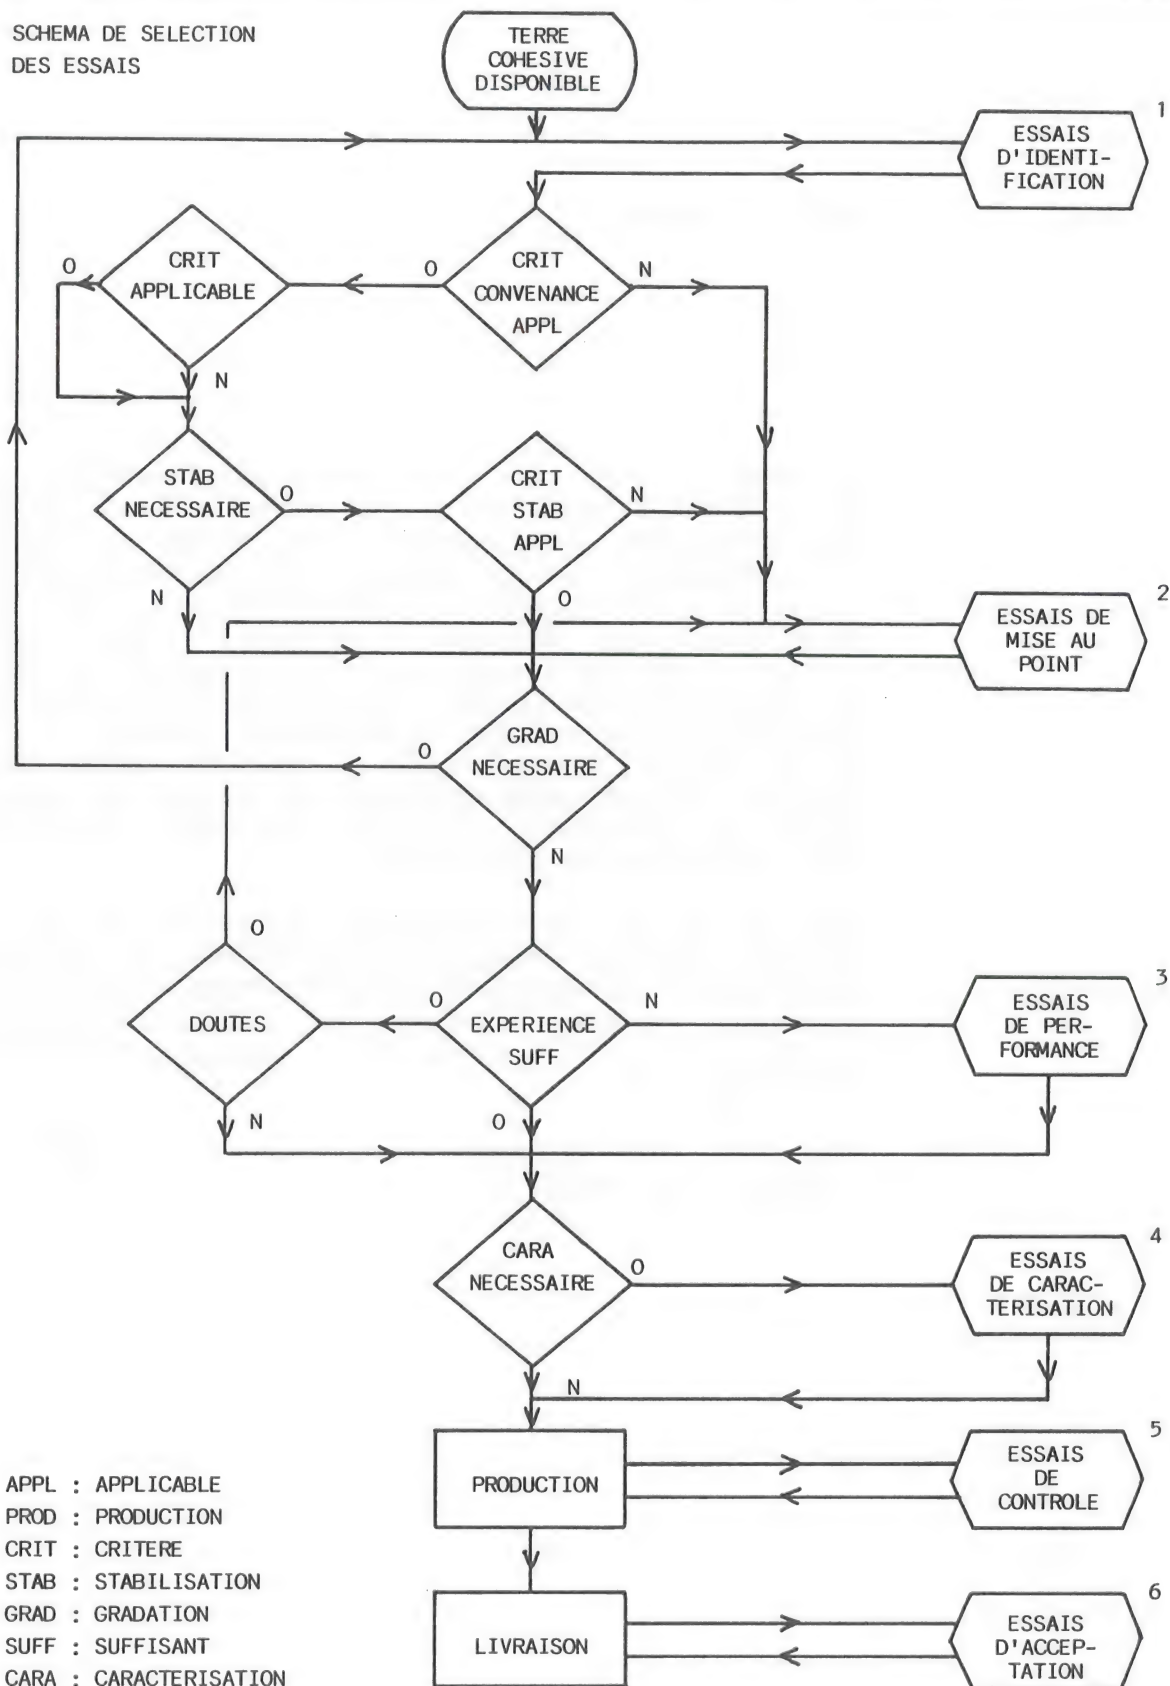 SCHEMA DE SELECTION
DES ESSAIS
TERRE
COHESIVE
DISPONIBLE
1
ESSAIS
D'IDENTI-
FICATION
CRIT
APPLICABLE
O
N
CRIT
CONVENANCE
APPL
O
N
STAB
NECESSAIRE
O
N
CRIT
STAB
APPL
N
O
2
ESSAIS DE
MISE AU
POINT
GRAD
NECESSAIRE
O
N
DOUTES
O
N
EXPERIENCE
SUFF
O
N
O
3
ESSAIS
DE PER-
FORMANCE
CARA
NECESSAIRE
O
N
4
ESSAIS
DE CARAC-
TERISATION
PRODUCTION
5
ESSAIS
DE
CONTROLE
LIVRAISON
6
ESSAIS
D'ACCEP-
TATION
APPL : APPLICABLE
PROD : PRODUCTION
CRIT : CRITERE
STAB : STABILISATION
GRAD : GRADATION
SUFF : SUFFISANT
CARA : CARACTERISATION